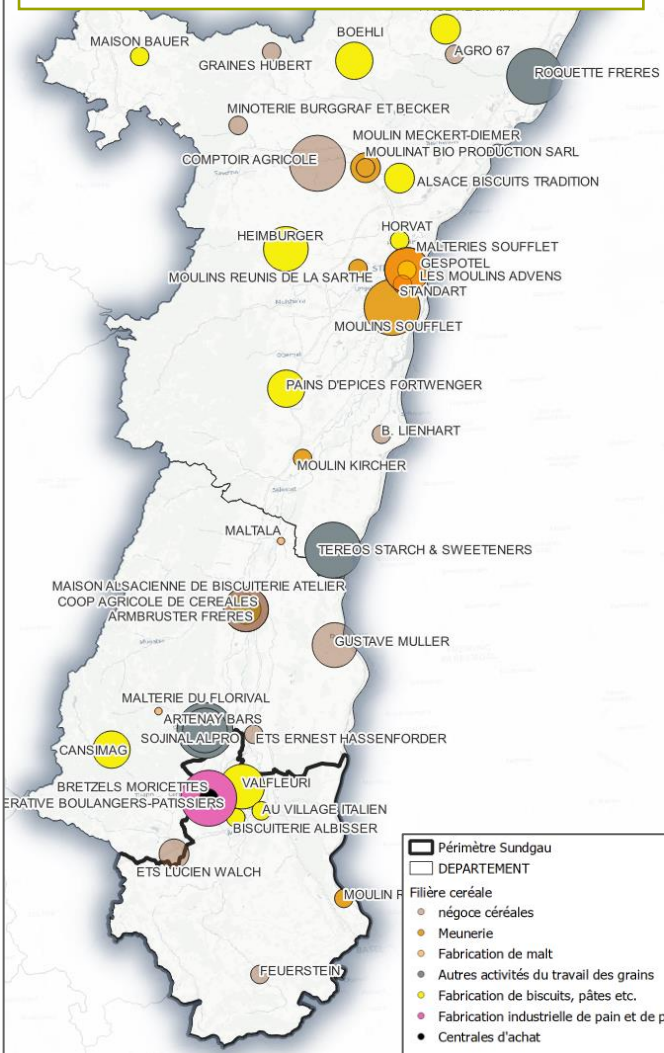 MAISON BAUER
BOEHLI
GRAINES HUBERT
AGRO 67
ROQUETTE FRERES
MINOTERIE BURGGRAF ET BECKER
MOULIN MECKERT-DIEMER
COMPTOIR AGRICOLE
MOULINAT BIO PRODUCTION SARL
ALSACE BISCUITS TRADITION
HORVAT
HEIMBURGER
MALTERIES SOUFFLET
GESPOTEL
MOULINS REUNIS DE LA SARTHE
LES MOULINS ADVENS
STANDART
MOULINS SOUFFLET
PAINS D'EPICES FORTWENGER
B. LIENHART
MOULIN KIRCHER
MALTALA
TEREOS STARCH & SWEETENERS
MAISON ALSACIENNE DE BISCUITERIE ATELIER
COOP AGRICOLE DE CEREALES
ARMBRUSTER FRERES
GUSTAVE MULLER
MALTERIE DU FLORIVAL
ARTENAY BARS
SOJINAL ALPRO
ETS ERNEST HASSENFORDER
CANSIMAG
BRETZELS MORICETTES
VALFLEURI
ERATIVE BOULANGERS-PATISSIERS
AU VILLAGE ITALIEN
BISCUITERIE ALBISSER
ETS LUCIEN WALCH
MOULIN R
FEUERSTEIN
Périmètre Sundgau
DEPARTEMENT
Filière ceréale
négoce céréales
Meunerie
Fabrication de malt
Autres activités du travail des grains
Fabrication de biscuits, pâtes etc.
Fabrication industrielle de pain et de p
Centrales d'achat